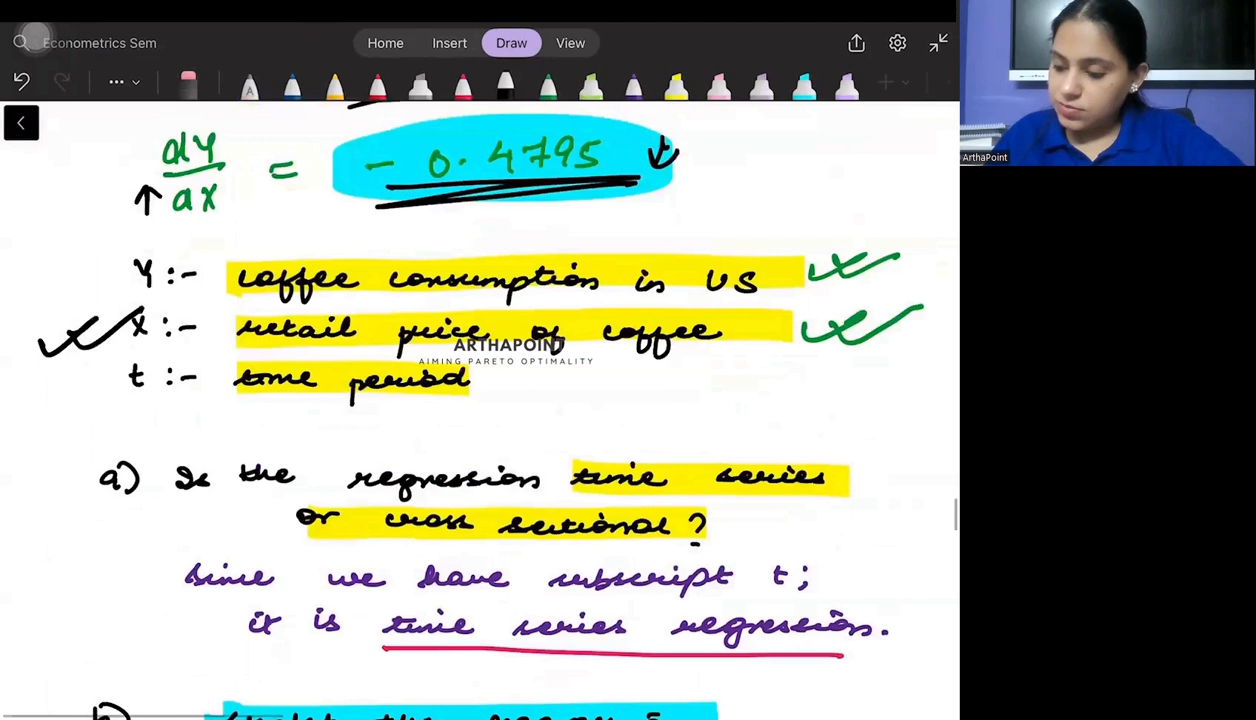 Econometrics Sem
Home Insert Draw View
dY/dX = - 0.4795
ArthaPoint
Y :- coffee consumption in US
X :- retail price of coffee
ARTHAPOINT
AIMING PARETO OPTIMALITY
t :- time period
a) Is the regression time series
or cross sectional ?
since we have subscript t;
it is time series regression.